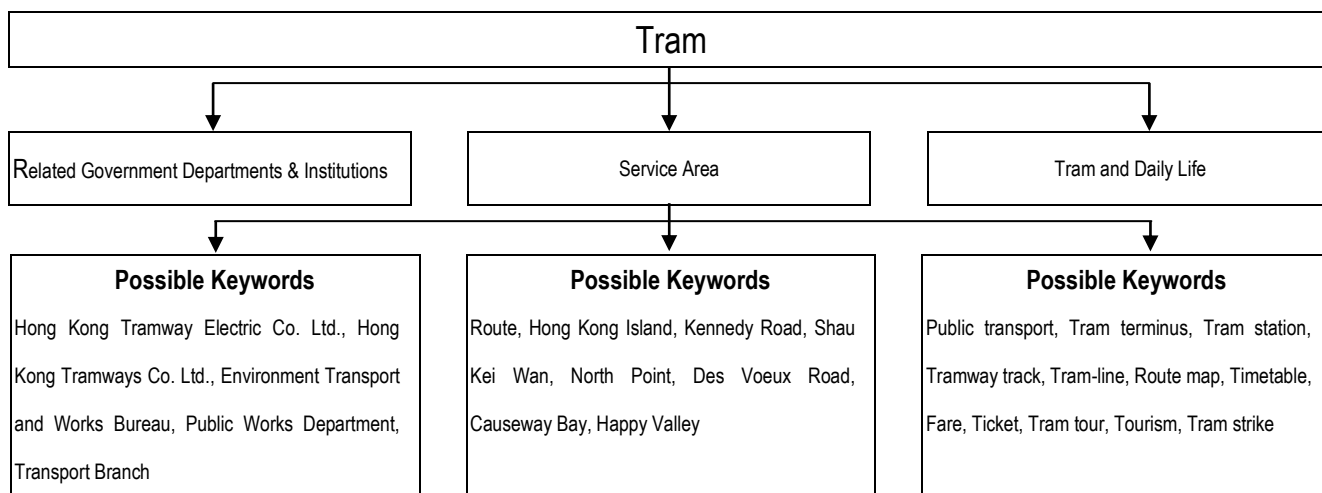 Tram
Related Government Departments & Institutions
Service Area
Tram and Daily Life
Possible Keywords
Hong Kong Tramway Electric Co. Ltd., Hong
Kong Tramways Co. Ltd., Environment Transport
and Works Bureau, Public Works Department,
Transport Branch
Possible Keywords
Route, Hong Kong Island, Kennedy Road, Shau
Kei Wan, North Point, Des Voeux Road,
Causeway Bay, Happy Valley
Possible Keywords
Public transport, Tram terminus, Tram station,
Tramway track, Tram-line, Route map, Timetable,
Fare, Ticket, Tram tour, Tourism, Tram strike